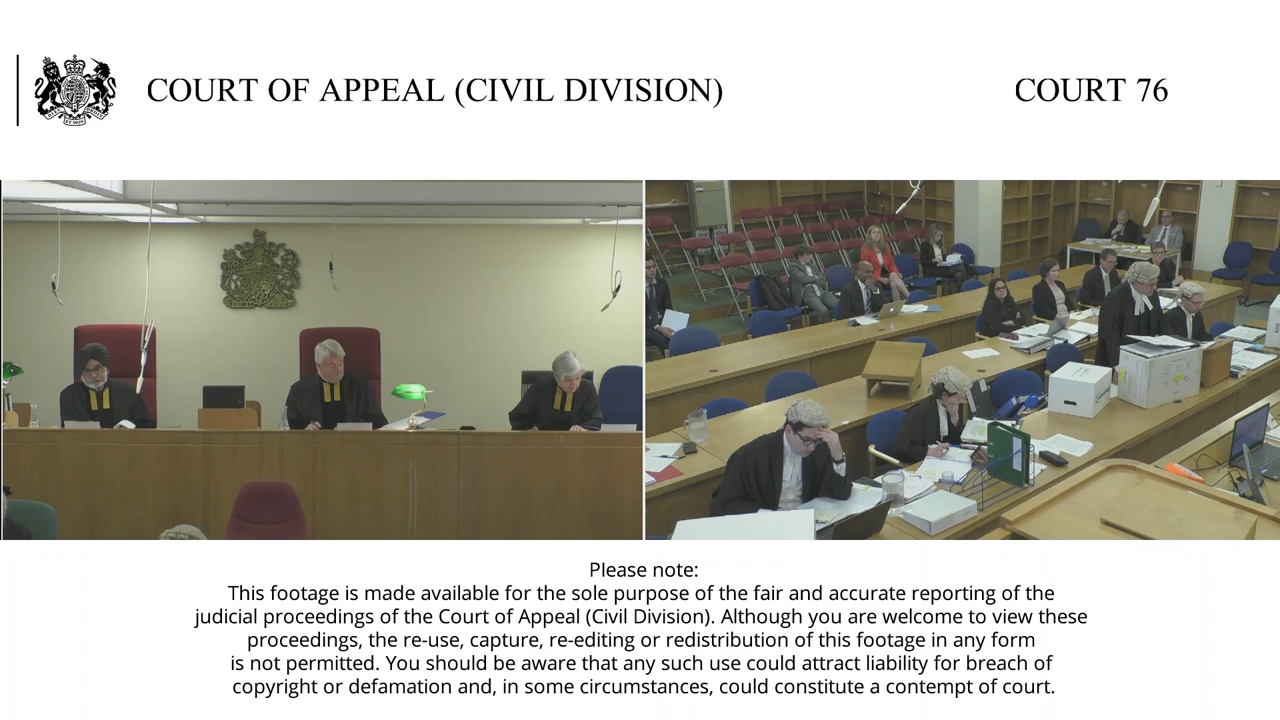 COURT OF APPEAL (CIVIL DIVISION)
COURT 76
Please note:
This footage is made available for the sole purpose of the fair and accurate reporting of the
judicial proceedings of the Court of Appeal (Civil Division). Although you are welcome to view these
proceedings, the re-use, capture, re-editing or redistribution of this footage in any form
is not permitted. You should be aware that any such use could attract liability for breach of
copyright or defamation and, in some circumstances, could constitute a contempt of court.